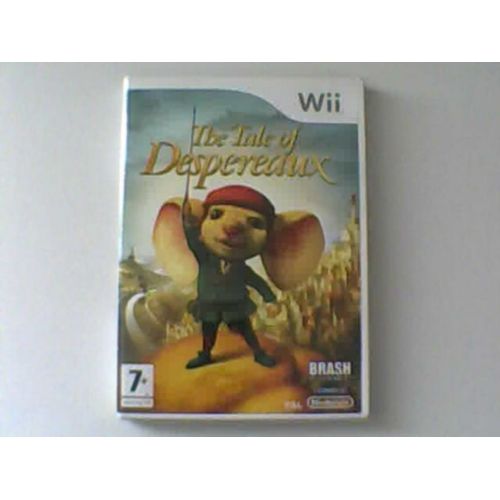 Wii
The Tale of
Despereaux
7+
BRASH
Nintendo